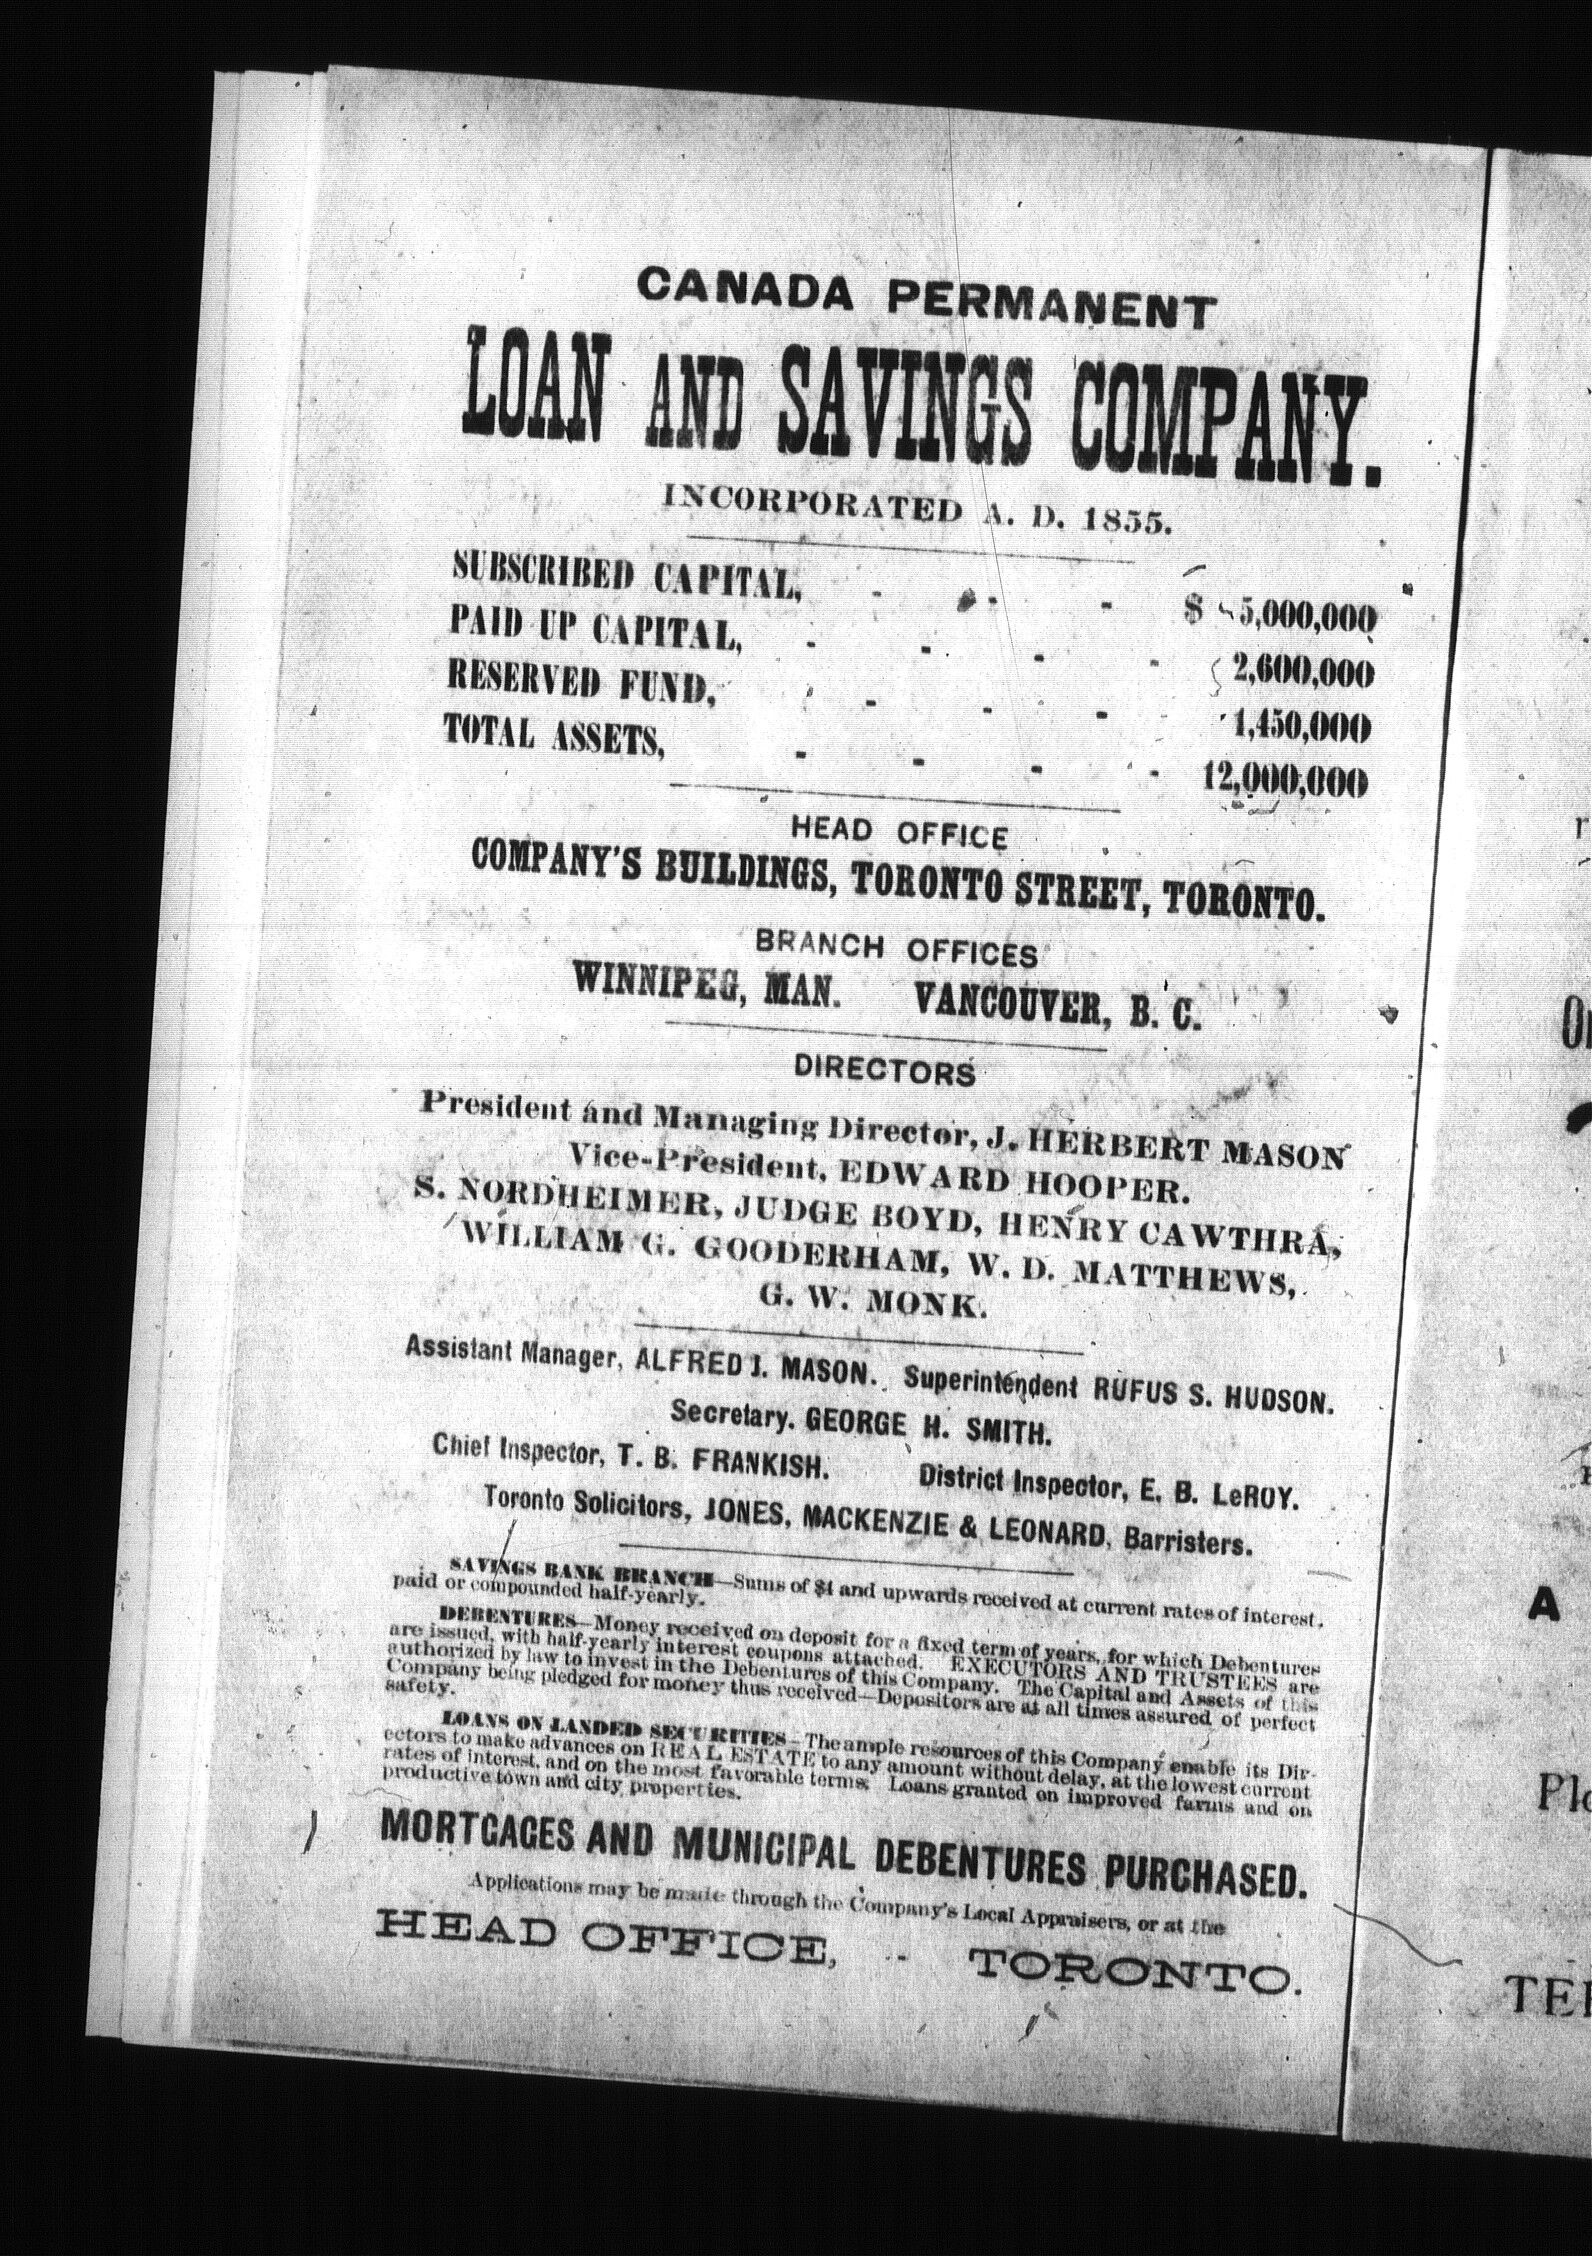 CANADA PERMANENT
LOAN AND SAVINGS COMPANY.
INCORPORATED A. D. 1855.
SUBSCRIBED CAPITAL, - - - $ 5,000,000
PAID UP CAPITAL, - - - - 2,600,000
RESERVED FUND, - - - 1,450,000
TOTAL ASSETS, - - - - 12,000,000
HEAD OFFICE
COMPANY'S BUILDINGS, TORONTO STREET, TORONTO.
BRANCH OFFICES
WINNIPEG, MAN. VANCOUVER, B. C.
DIRECTORS
President and Managing Director, J. HERBERT MASON
Vice-President, EDWARD HOOPER.
S. NORDHEIMER, JUDGE BOYD, HENRY CAWTHRA,
WILLIAM G. GOODERHAM, W. D. MATTHEWS,
G. W. MONK.
Assistant Manager, ALFRED J. MASON. Superintendent RUFUS S. HUDSON.
Secretary. GEORGE H. SMITH.
Chief Inspector, T. B. FRANKISH. District Inspector, E. B. LeROY.
Toronto Solicitors, JONES, MACKENZIE & LEONARD, Barristers.
SAVINGS BANK BRANCH—Sums of $4 and upwards received at current rates of interest,
paid or compounded half-yearly.
DEBENTURES—Money received on deposit for a fixed term of years, for which Debentures
are issued, with half-yearly interest coupons attached. EXECUTORS AND TRUSTEES are
authorized by law to invest in the Debentures of this Company. The Capital and Assets of this
Company being pledged for money thus received—Depositors are at all times assured of perfect
safety.
LOANS ON LANDED SECURITIES—The ample resources of this Company enable its Dir-
ectors to make advances on REAL ESTATE to any amount without delay, at the lowest current
rates of interest, and on the most favorable terms. Loans granted on improved farms and on
productive town and city properties.
MORTGAGES AND MUNICIPAL DEBENTURES PURCHASED.
Applications may be made through the Company's Local Appraisers, or at the
HEAD OFFICE, - TORONTO.
A